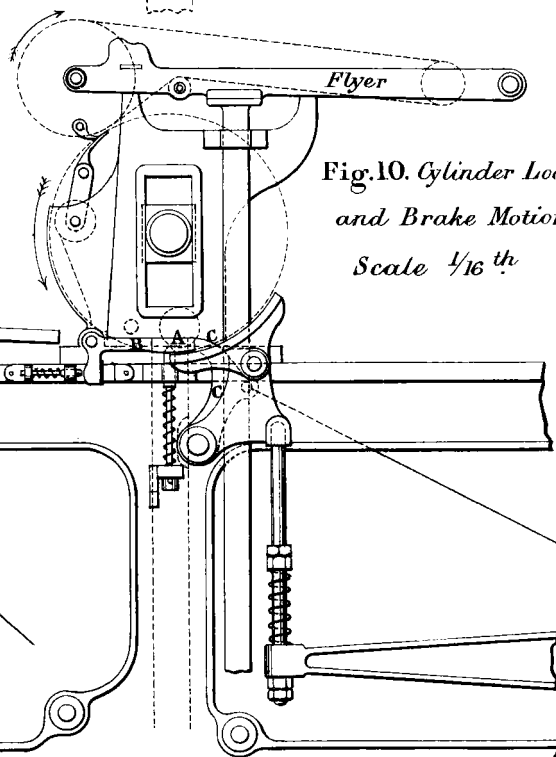 Flyer
Fig.10. Cylinder Loc
and Brake Motion
Scale 1/16 th
B A C
C